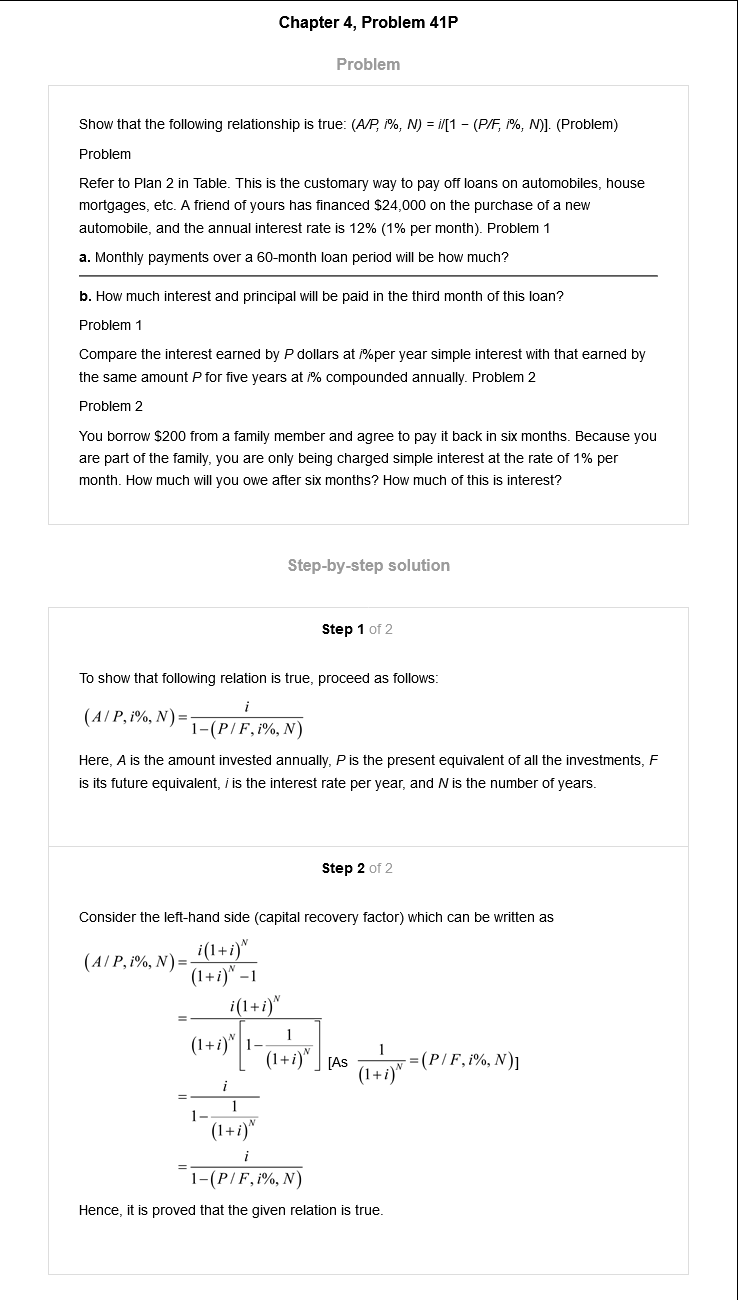 Chapter 4, Problem 41P
Problem
Show that the following relationship is true: (A/P, i%, N) = i/[1 − (P/F, i%, N)]. (Problem)
Problem
Refer to Plan 2 in Table. This is the customary way to pay off loans on automobiles, house
mortgages, etc. A friend of yours has financed $24,000 on the purchase of a new
automobile, and the annual interest rate is 12% (1% per month). Problem 1
a. Monthly payments over a 60-month loan period will be how much?
b. How much interest and principal will be paid in the third month of this loan?
Problem 1
Compare the interest earned by P dollars at i%per year simple interest with that earned by
the same amount P for five years at i% compounded annually. Problem 2
Problem 2
You borrow $200 from a family member and agree to pay it back in six months. Because you
are part of the family, you are only being charged simple interest at the rate of 1% per
month. How much will you owe after six months? How much of this is interest?
Step-by-step solution
Step 1 of 2
To show that following relation is true, proceed as follows:
(A / P, i%, N) = i / (1−(P / F, i%, N))
Here, A is the amount invested annually, P is the present equivalent of all the investments, F
is its future equivalent, i is the interest rate per year, and N is the number of years.
Step 2 of 2
Consider the left-hand side (capital recovery factor) which can be written as
(A / P, i%, N) = i(1+i)^N / ((1+i)^N −1)
= i(1+i)^N / ((1+i)^N [1− 1/(1+i)^N]) [As 1/(1+i)^N = (P / F, i%, N)]
= i / (1− 1/(1+i)^N)
= i / (1−(P / F, i%, N))
Hence, it is proved that the given relation is true.